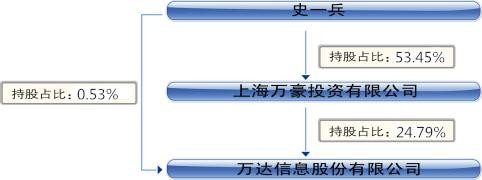 史一兵
持股占比：53.45%
持股占比：0.53%
上海万豪投资有限公司
持股占比：24.79%
万达信息股份有限公司